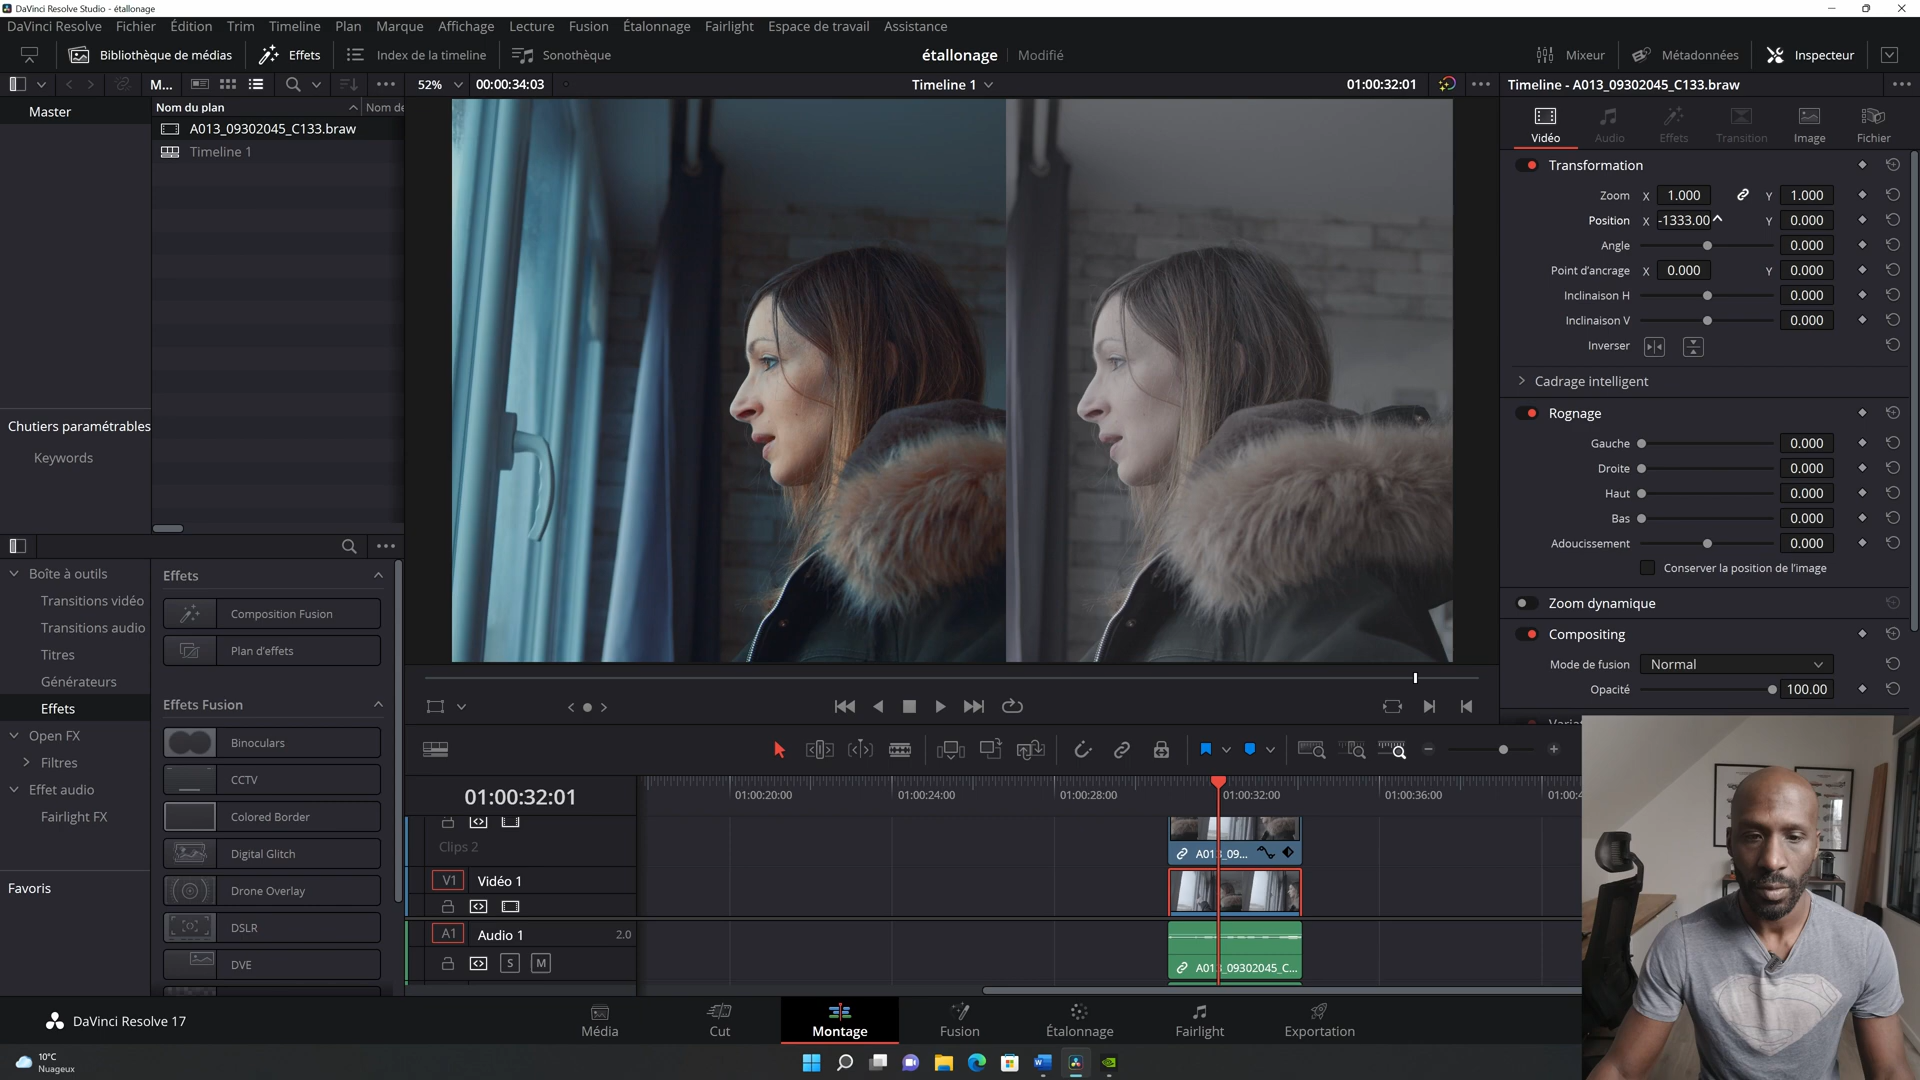 DaVinci Resolve Studio - étallonage
DaVinci Resolve Fichier Édition Trim Timeline Plan Marque Affichage Lecture Fusion Étalonnage Fairlight Espace de travail Assistance
Bibliothèque de médias Effets Index de la timeline Sonothèque étallonage Modifié Mixeur Métadonnées Inspecteur
M... 52% 00:00:34:03 Timeline 1 01:00:32:01 Timeline - A013_09302045_C133.braw
Master Nom du plan Nom de
A013_09302045_C133.braw
Timeline 1
Chutiers paramétrables
Keywords
Vidéo Audio Effets Transition Image Fichier
Transformation
Zoom X 1.000 Y 1.000
Position X -1333.00 Y 0.000
Angle 0.000
Point d'ancrage X 0.000 Y 0.000
Inclinaison H 0.000
Inclinaison V 0.000
Inverser
Cadrage intelligent
Rognage
Gauche 0.000
Droite 0.000
Haut 0.000
Bas 0.000
Adoucissement 0.000
Conserver la position de l'image
Zoom dynamique
Compositing
Mode de fusion Normal
Opacité 100.00
Boîte à outils
Transitions vidéo
Transitions audio
Titres
Générateurs
Effets
Open FX
Filtres
Effet audio
Fairlight FX
Favoris
Effets
Composition Fusion
Plan d'effets
Effets Fusion
Binoculars
CCTV
Colored Border
Digital Glitch
Drone Overlay
DSLR
DVE
01:00:32:01 01:00:20:00 01:00:24:00 01:00:28:00 01:00:32:00 01:00:36:00
Clips 2
A013_09...
V1 Vidéo 1
A1 Audio 1 2.0
S M
A013_09302045_C...
DaVinci Resolve 17
Média Cut Montage Fusion Étalonnage Fairlight Exportation
10°C
Nuageux